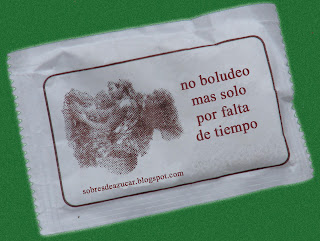 no boludeo
mas solo
por falta
de tiempo
sobresdeazucar.blogspot.com